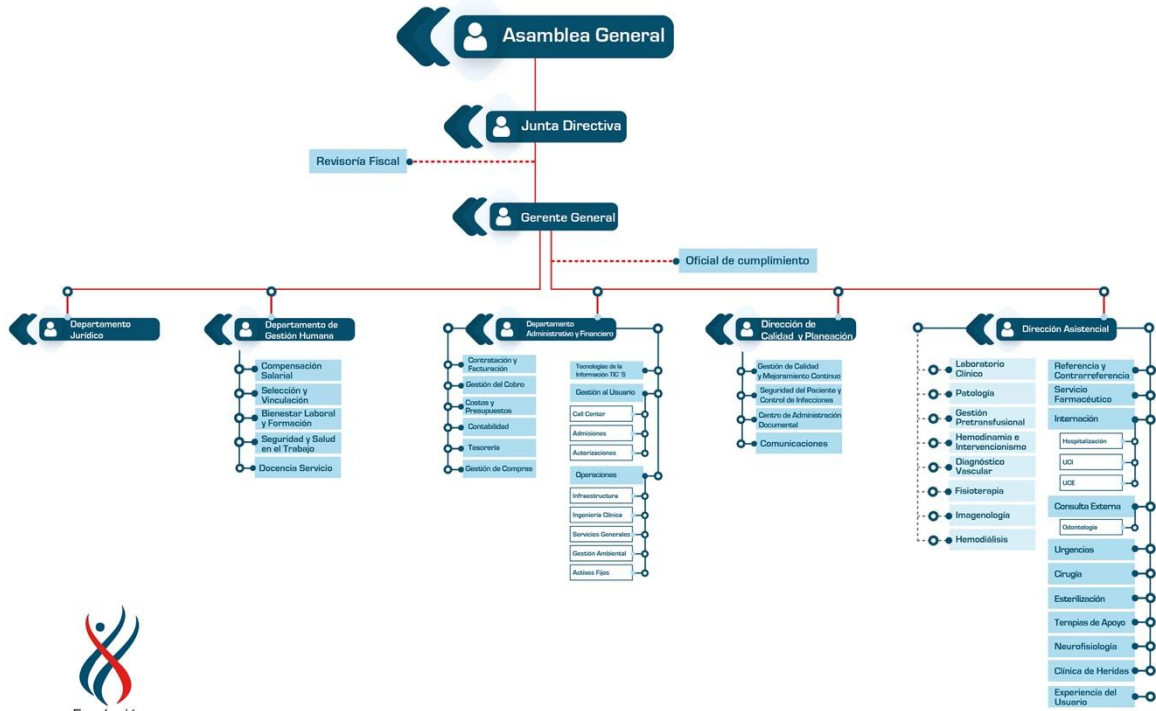 Asamblea General
Junta Directiva
Revisoría Fiscal
Gerente General
Oficial de cumplimiento
Departamento
Jurídico
Departamento de
Gestión Humana
Compensación
Salarial
Selección y
Vinculación
Bienestar Laboral
y Formación
Seguridad y Salud
en el Trabajo
Docencia Servicio
Departamento
Administrativo y Financiero
Contratación y
Facturación
Gestión del Cobro
Costos y
Presupuestos
Contabilidad
Tesorería
Gestión de Compras
Tecnologías de la
Información TIC´S
Gestión al Usuario
Call Center
Admisiones
Autorizaciones
Operaciones
Infraestructura
Ingeniería Clínica
Servicios Generales
Gestión Ambiental
Activos Fijos
Dirección de
Calidad y Planeación
Gestión de Calidad
y Mejoramiento Continuo
Seguridad del Paciente y
Control de Infecciones
Centro de Administración
Documental
Comunicaciones
Dirección Asistencial
Laboratorio
Clínico
Patología
Gestión
Pretransfusional
Hemodinamia e
Intervencionismo
Diagnóstico
Vascular
Fisioterapia
Imagenología
Hemodiálisis
Referencia y
Contrarreferencia
Servicio
Farmacéutico
Internación
Hospitalización
UCI
UCE
Consulta Externa
Odontología
Urgencias
Cirugía
Esterilización
Terapias de Apoyo
Neurofisiología
Clínica de Heridas
Experiencia del
Usuario